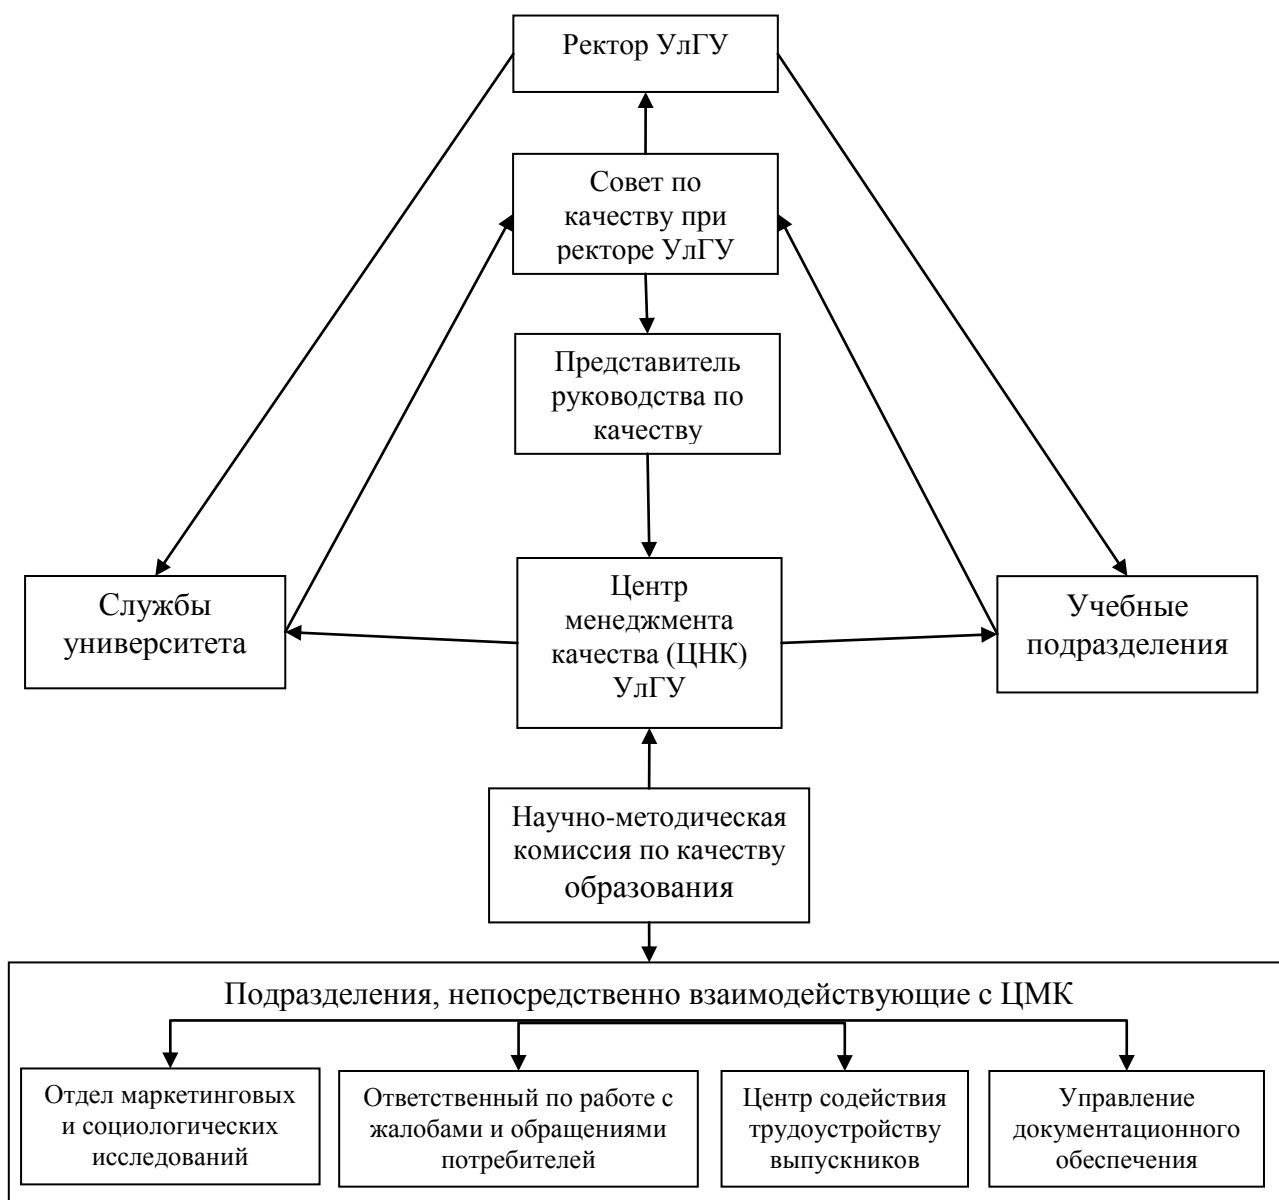 Ректор УлГУ
Совет по
качеству при
ректоре УлГУ
Представитель
руководства по
качеству
Службы
университета
Центр
менеджмента
качества (ЦНК)
УлГУ
Учебные
подразделения
Научно-методическая
комиссия по качеству
образования
Подразделения, непосредственно взаимодействующие с ЦМК
Отдел маркетинговых
и социологических
исследований
Ответственный по работе с
жалобами и обращениями
потребителей
Центр содействия
трудоустройству
выпускников
Управление
документационного
обеспечения